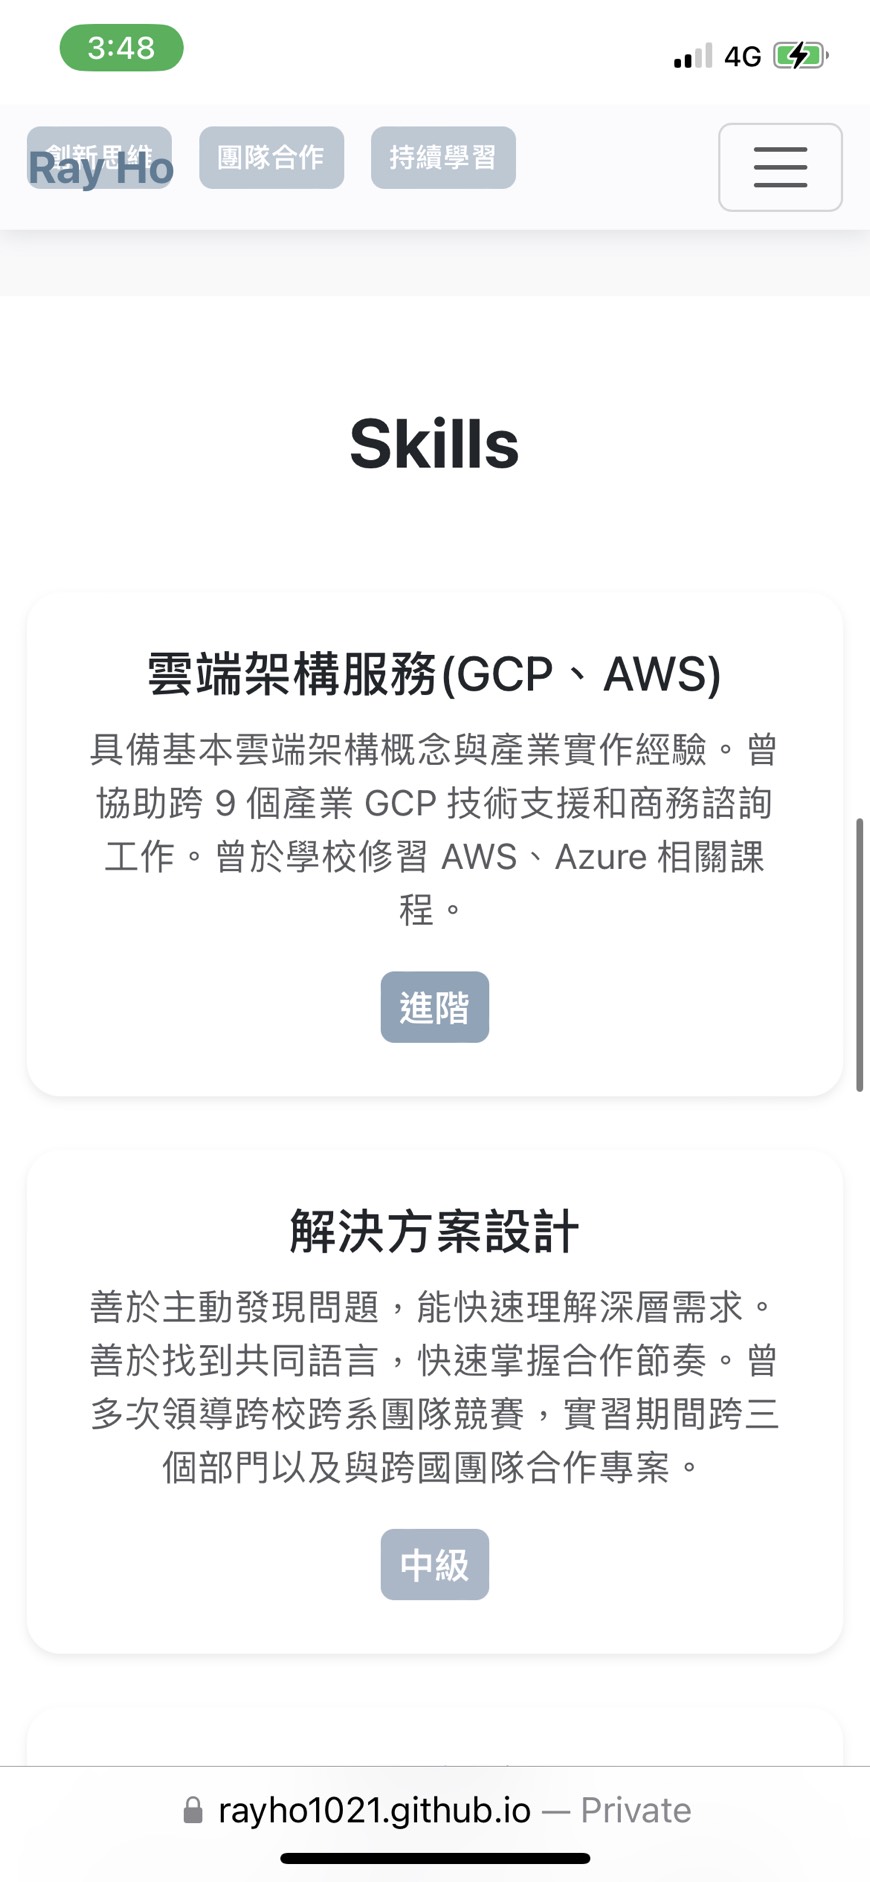 3:48
4G
創新思維
團隊合作
持續學習
Ray Ho
Skills
雲端架構服務(GCP、AWS)
具備基本雲端架構概念與產業實作經驗。曾
協助跨 9 個產業 GCP 技術支援和商務諮詢
工作。曾於學校修習 AWS、Azure 相關課
程。
進階
解決方案設計
善於主動發現問題，能快速理解深層需求。
善於找到共同語言，快速掌握合作節奏。曾
多次領導跨校跨系團隊競賽，實習期間跨三
個部門以及與跨國團隊合作專案。
中級
rayho1021.github.io — Private